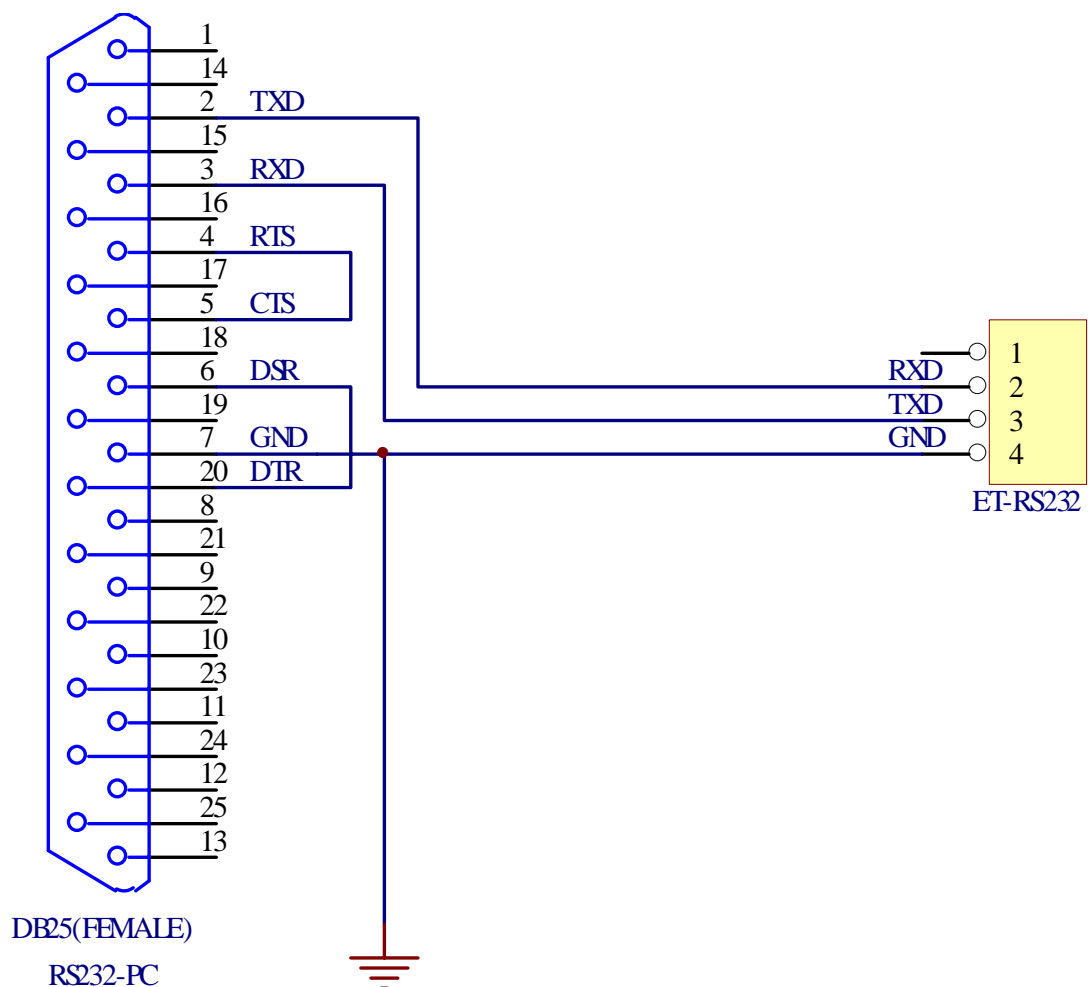 1
14
2 TXD
15
3 RXD
16
4 RTS
17
5 CTS
18
6 DSR
19
7 GND
20 DTR
8
21
9
22
10
23
11
24
12
25
13
DB25(FEMALE)
RS232-PC
1
RXD 2
TXD 3
GND 4
ET-RS232